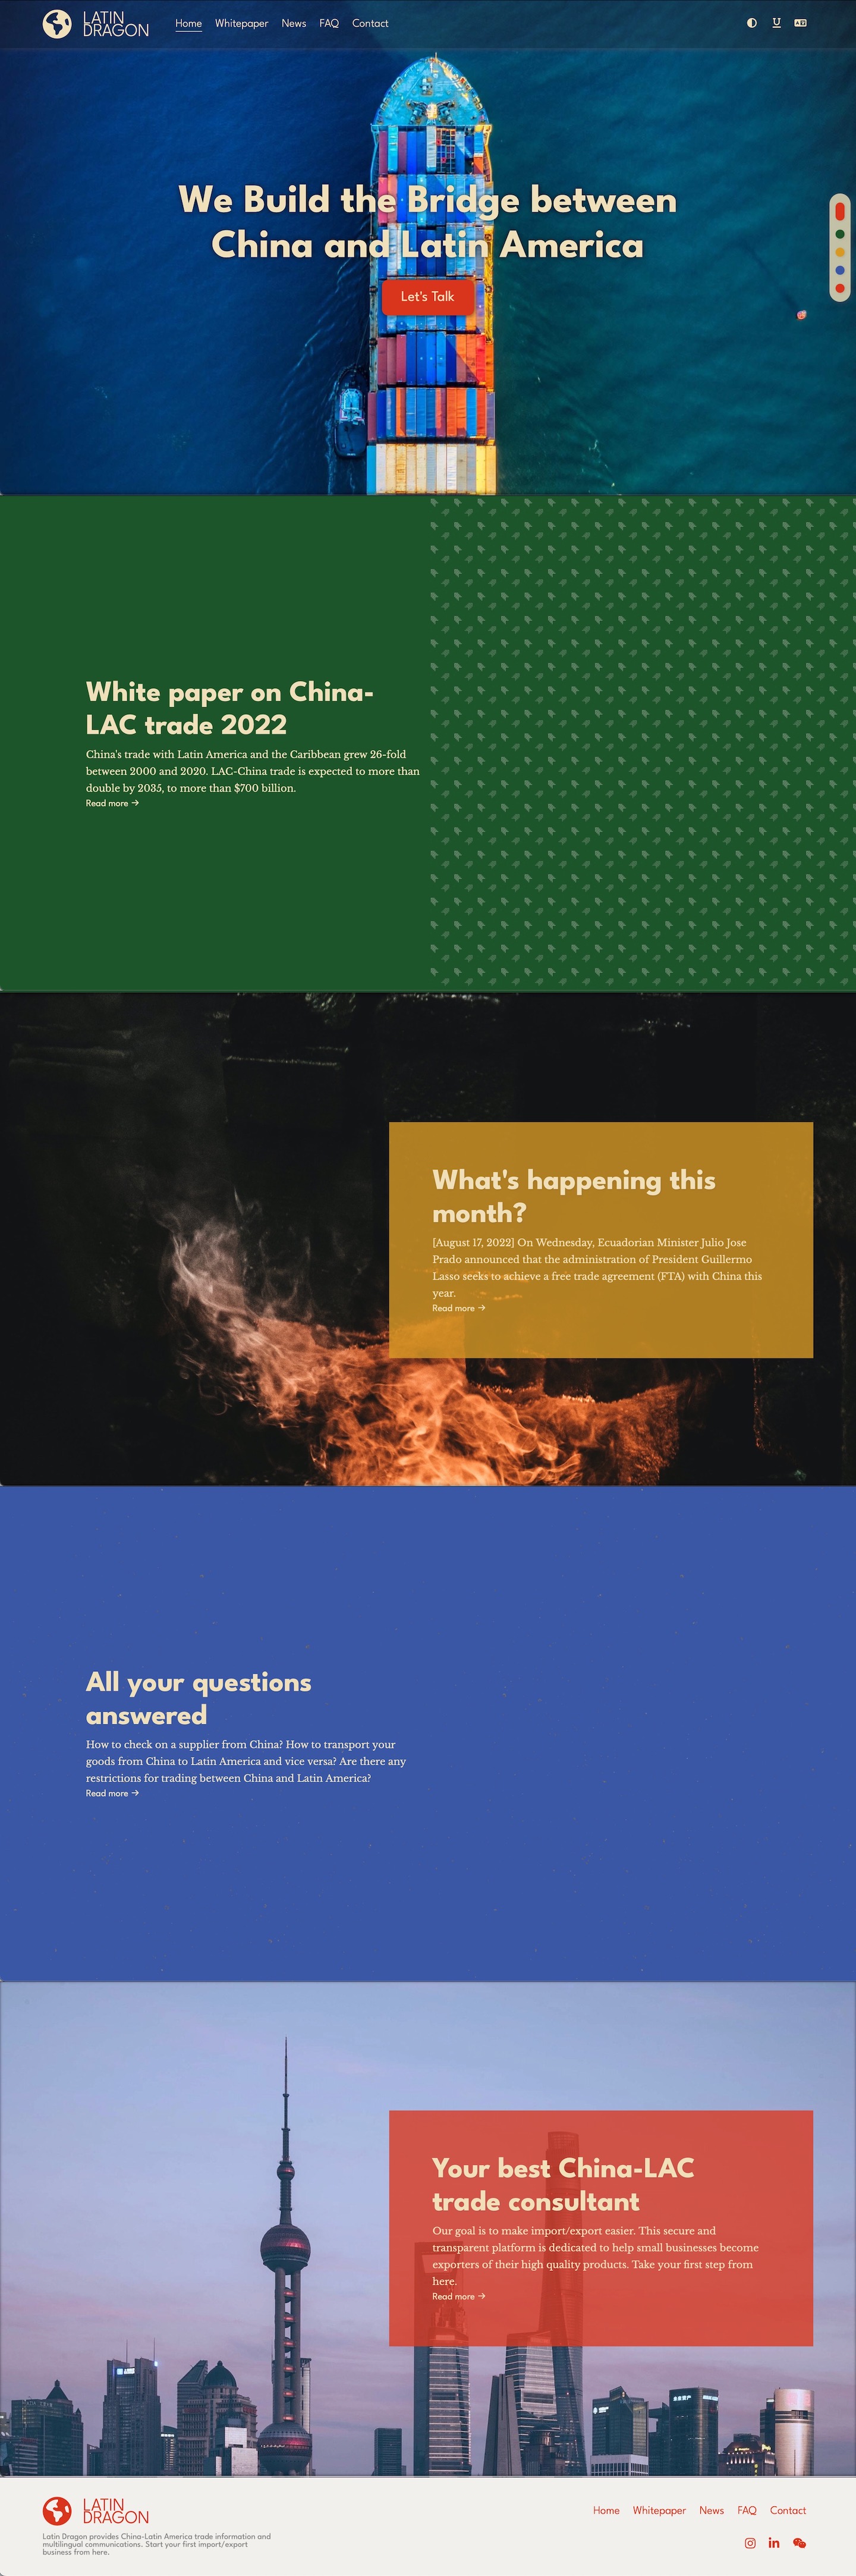 LATIN
DRAGON
Home Whitepaper News FAQ Contact
We Build the Bridge between
China and Latin America
Let's Talk
White paper on China-
LAC trade 2022
China's trade with Latin America and the Caribbean grew 26-fold
between 2000 and 2020. LAC-China trade is expected to more than
double by 2035, to more than $700 billion.
Read more →
What's happening this
month?
[August 17, 2022] On Wednesday, Ecuadorian Minister Julio Jose
Prado announced that the administration of President Guillermo
Lasso seeks to achieve a free trade agreement (FTA) with China this
year.
Read more →
All your questions
answered
How to check on a supplier from China? How to transport your
goods from China to Latin America and vice versa? Are there any
restrictions for trading between China and Latin America?
Read more →
Your best China-LAC
trade consultant
Our goal is to make import/export easier. This secure and
transparent platform is dedicated to help small businesses become
exporters of their high quality products. Take your first step from
here.
Read more →
LATIN
DRAGON
Latin Dragon provides China-Latin America trade information and
multilingual communications. Start your first import/export
business from here.
Home Whitepaper News FAQ Contact